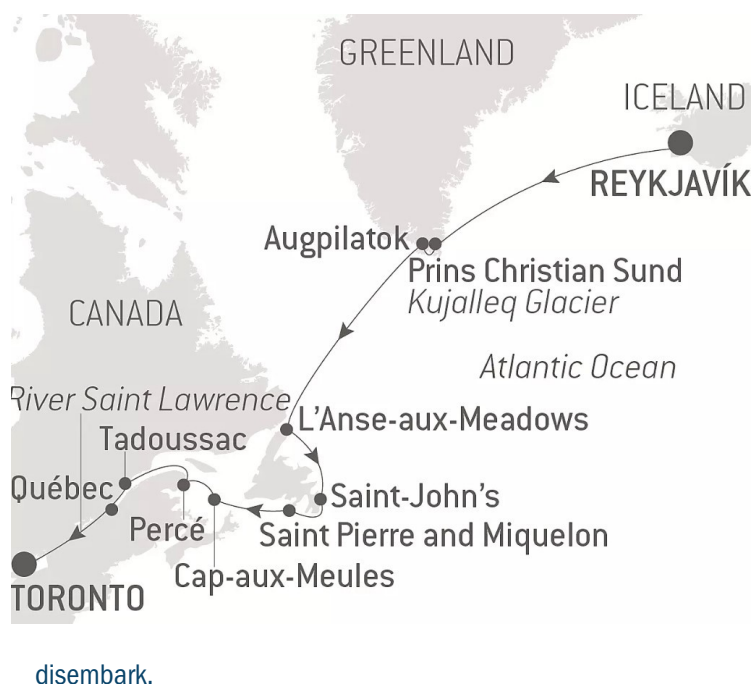 GREENLAND
ICELAND
REYKJAVÍK
Augpilatok
Prins Christian Sund
Kujalleq Glacier
CANADA
Atlantic Ocean
River Saint Lawrence
L'Anse-aux-Meadows
Tadoussac
Québec
Saint-John's
Percé
Saint Pierre and Miquelon
Cap-aux-Meules
TORONTO
disembark.